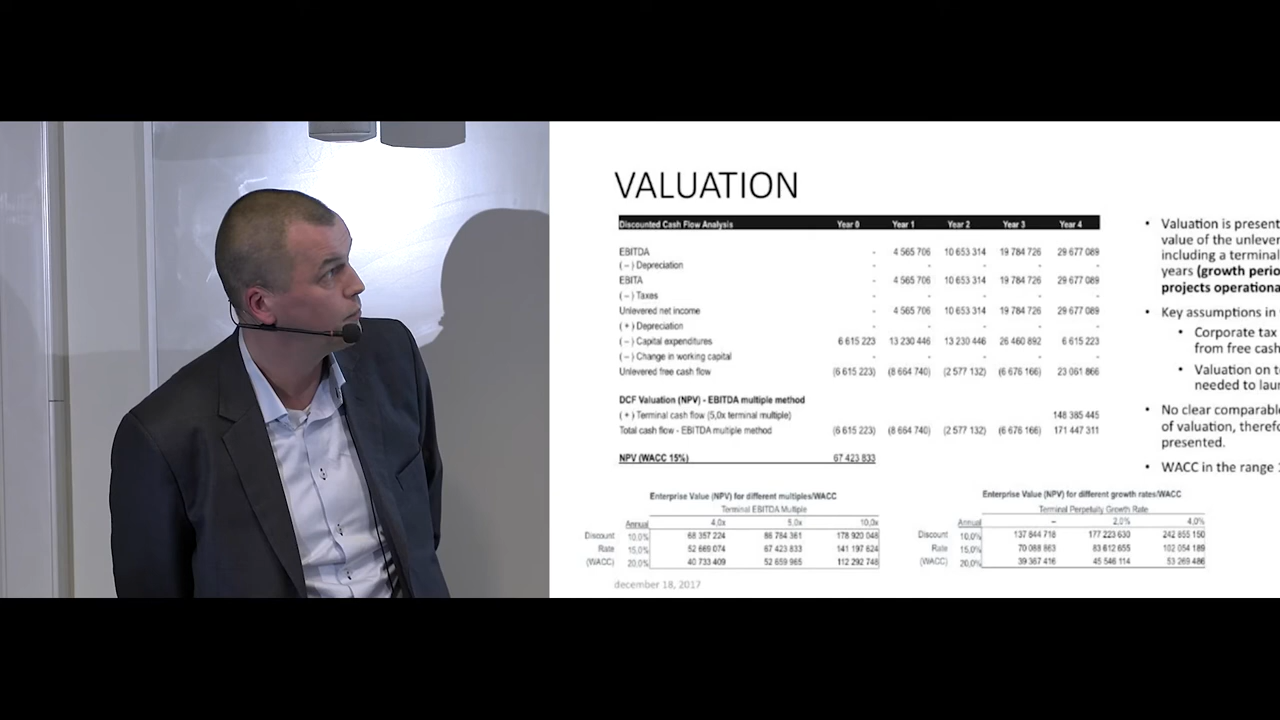 VALUATION
Discounted Cash Flow Analysis Year 0 Year 1 Year 2 Year 3 Year 4
EBITDA - 4 565 706 10 653 314 19 784 726 29 677 089
( – ) Depreciation - - - - -
EBITA - 4 565 706 10 653 314 19 784 726 29 677 089
( – ) Taxes - - - - -
Unlevered net income - 4 565 706 10 653 314 19 784 726 29 677 089
( + ) Depreciation - - - - -
( – ) Capital expenditures 6 615 223 13 230 446 13 230 446 26 460 892 6 615 223
( – ) Change in working capital - - - - -
Unlevered free cash flow (6 615 223) (8 664 740) (2 577 132) (6 676 166) 23 061 866
DCF Valuation (NPV) - EBITDA multiple method
( + ) Terminal cash flow (5,0x terminal multiple) 148 385 445
Total cash flow - EBITDA multiple method (6 615 223) (8 664 740) (2 577 132) (6 676 166) 171 447 311
NPV (WACC 15%) 67 423 833
Enterprise Value (NPV) for different multiples/WACC
Terminal EBITDA Multiple
Annual 4,0x 5,0x 10,0x
Discount 10,0% 68 357 224 86 764 361 178 920 048
Rate 15,0% 52 669 074 67 423 833 141 197 624
(WACC) 20,0% 40 733 409 52 659 965 112 292 748
Enterprise Value (NPV) for different growth rates/WACC
Terminal Perpetuity Growth Rate
Annual – 2,0% 4,0%
Discount 10,0% 137 844 718 177 223 630 242 855 150
Rate 15,0% 70 088 863 83 612 655 102 054 189
(WACC) 20,0% 39 367 416 45 546 114 53 269 486
december 18, 2017
• Valuation is present
value of the unlever
including a terminal
years (growth perio
projects operationa
• Key assumptions in
• Corporate tax
from free cash
• Valuation on t
needed to lau
• No clear comparable
of valuation, therefo
presented.
• WACC in the range 1